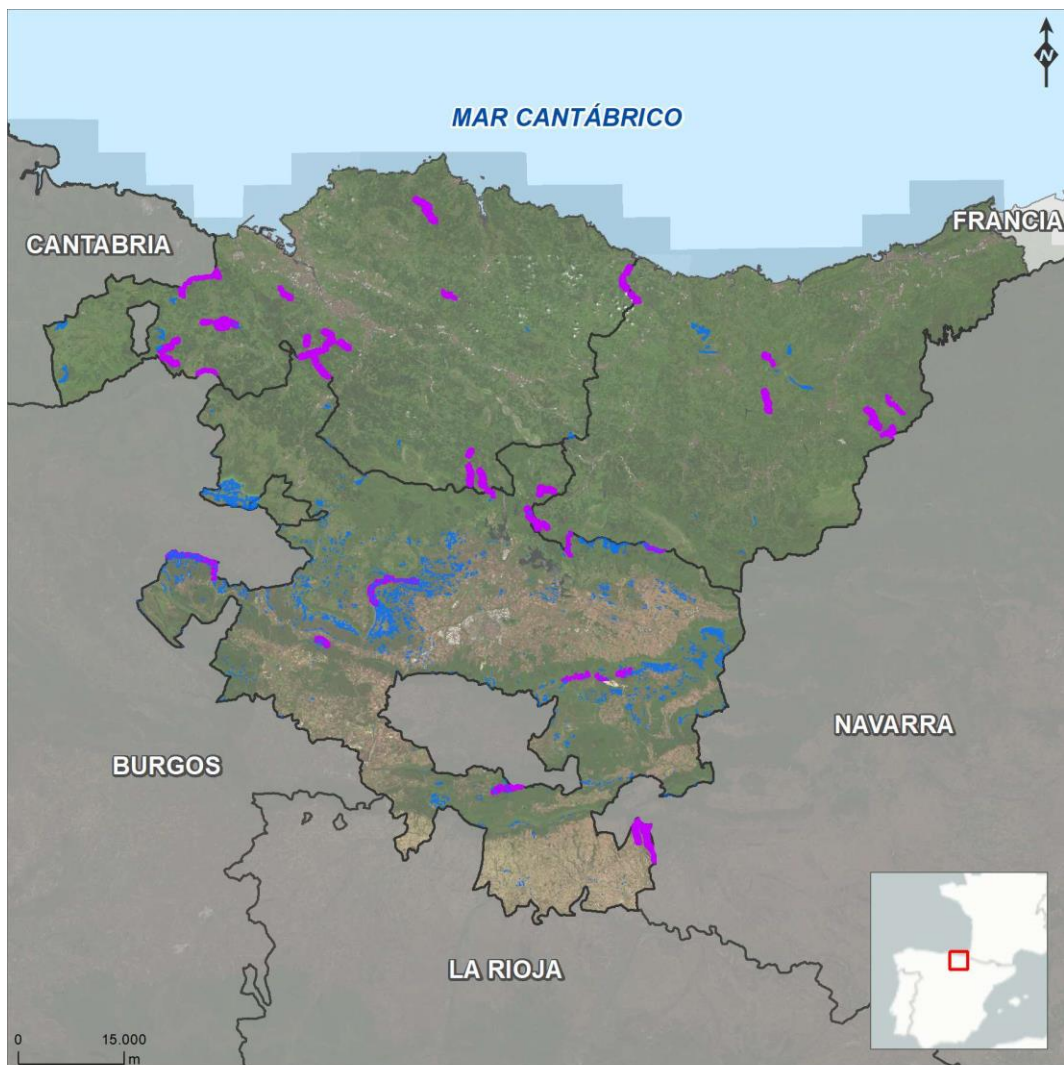 N
MAR CANTÁBRICO
FRANCIA
CANTABRIA
NAVARRA
BURGOS
LA RIOJA
0 15.000
m